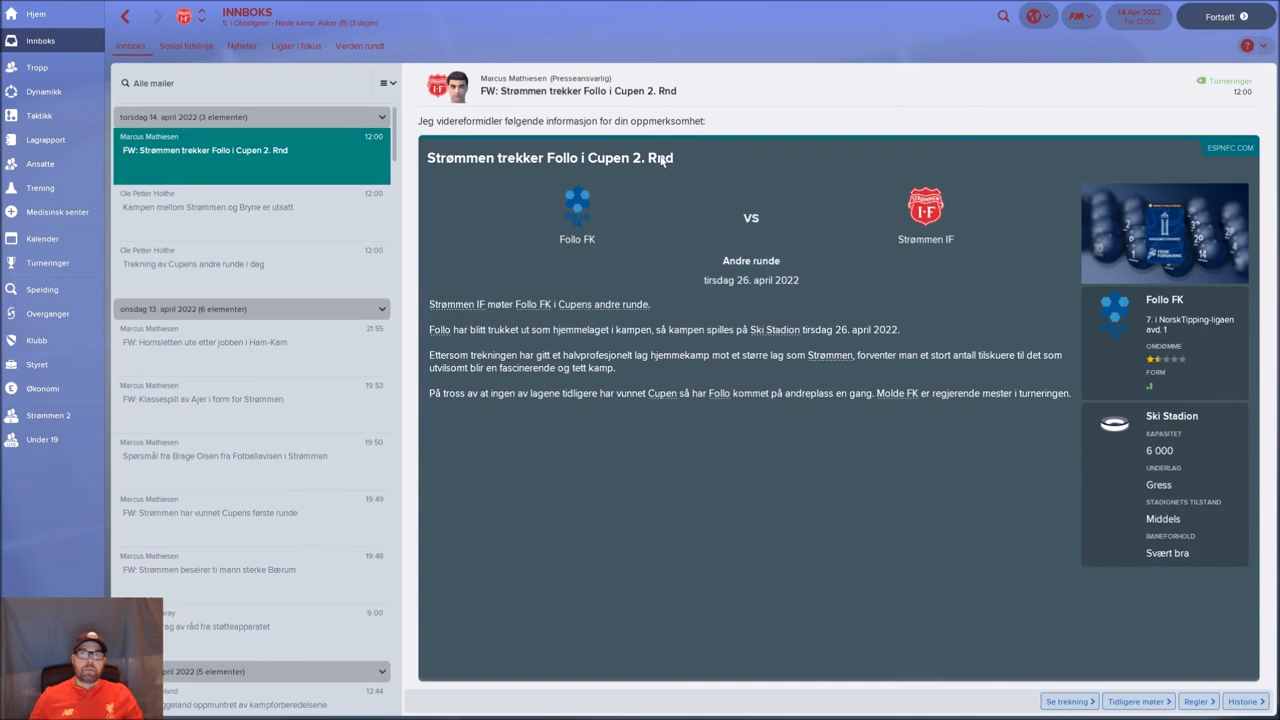 Hjem
INNBOKS
5. i Obosligaen - Neste kamp: Asker (B) (3 dager)
FM
14 Apr 2022
Tor 12:00
Fortsett
Innboks
Tropp
Dynamikk
Taktikk
Lagrapport
Ansatte
Trening
Medisinsk senter
Kalender
Turneringer
Speiding
Overganger
Klubb
Styret
Økonomi
Strømmen 2
Under 19
Innboks
Sosial tidslinje
Nyheter
Ligaer i fokus
Verden rundt
Alle mailer
torsdag 14. april 2022 (3 elementer)
Marcus Mathiesen 12:00
FW: Strømmen trekker Follo i Cupen 2. Rnd
Ole Petter Holthe 12:00
Kampen mellom Strømmen og Bryne er utsatt
Ole Petter Holthe 12:00
Trekning av Cupens andre runde i dag
onsdag 13. april 2022 (6 elementer)
Marcus Mathiesen 21:55
FW: Hornsletten ute etter jobben i Ham-Kam
Marcus Mathiesen 19:53
FW: Klassespill av Ajer i form for Strømmen
Marcus Mathiesen 19:50
Spørsmål fra Brage Olsen fra Fotballavisen i Strømmen
Marcus Mathiesen 19:49
FW: Strømmen har vunnet Cupens første runde
Marcus Mathiesen 19:48
FW: Strømmen beseirer ti mann sterke Bærum
9:00
av råd fra støtteapparatet
april 2022 (5 elementer)
12:44
oppmuntret av kampforberedelsene
Marcus Mathiesen (Presseansvarlig)
FW: Strømmen trekker Follo i Cupen 2. Rnd
Turneringer
12:00
Jeg videreformidler følgende informasjon for din oppmerksomhet:
Strømmen trekker Follo i Cupen 2. Rnd
ESPNFC.COM
Follo FK
VS
Strømmen IF
Andre runde
tirsdag 26. april 2022
Strømmen IF møter Follo FK i Cupens andre runde.
Follo har blitt trukket ut som hjemmelaget i kampen, så kampen spilles på Ski Stadion tirsdag 26. april 2022.
Ettersom trekningen har gitt et halvprofesjonelt lag hjemmekamp mot et større lag som Strømmen, forventer man et stort antall tilskuere til det som
utvilsomt blir en fascinerende og tett kamp.
På tross av at ingen av lagene tidligere har vunnet Cupen så har Follo kommet på andreplass en gang. Molde FK er regjerende mester i turneringen.
Follo FK
7. i NorskTipping-ligaen
avd. 1
OMDØMME
FORM
Ski Stadion
KAPASITET
6 000
UNDERLAG
Gress
STADIONETS TILSTAND
Middels
BANEFORHOLD
Svært bra
Se trekning
Tidligere møter
Regler
Historie